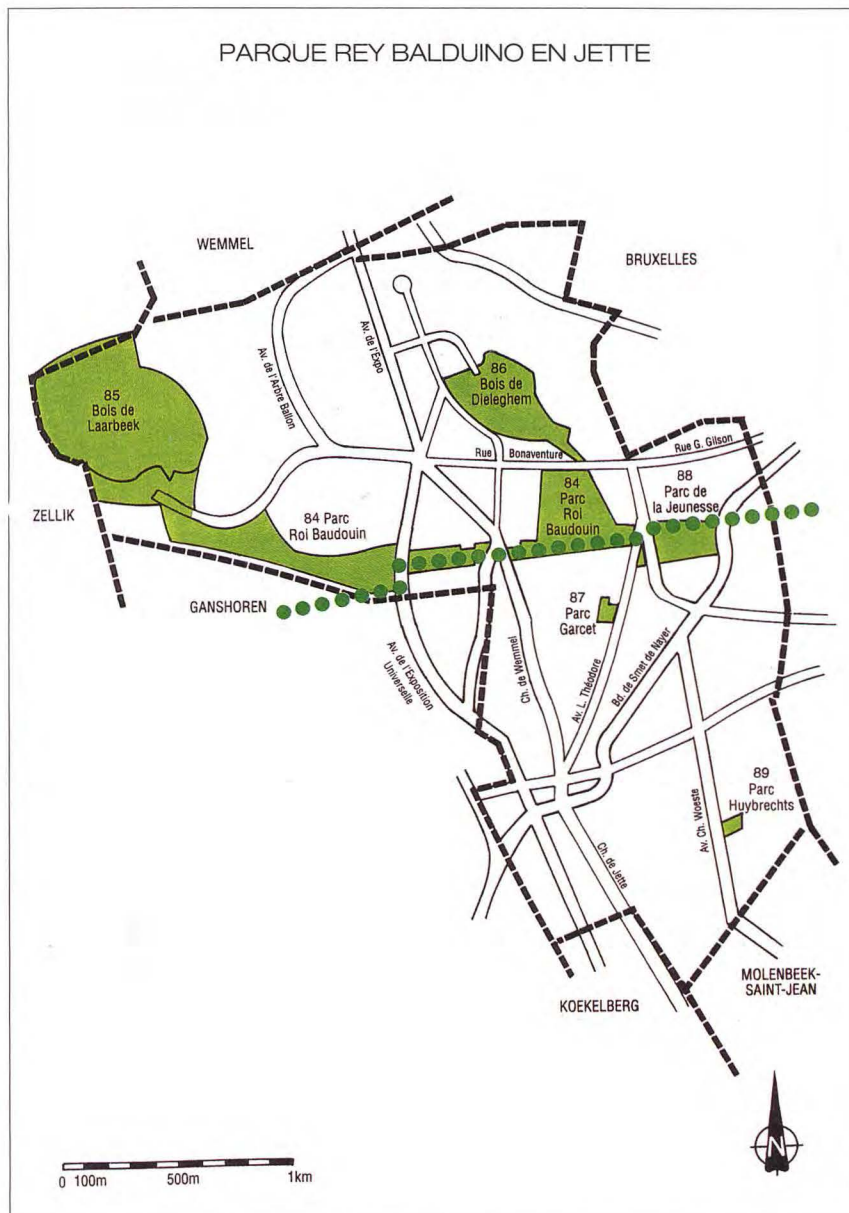 PARQUE REY BALDUINO EN JETTE
WEMMEL
BRUXELLES
Av. de l'Expo
Av. de l'Arbre Ballon
86
Bois de
Dieleghem
85
Bois de
Laarbeek
Rue Bonaventure
Rue G. Gilson
88
Parc de
la Jeunesse
84
Parc
Roi
Baudouin
84 Parc
Roi Baudouin
ZELLIK
GANSHOREN
87
Parc
Garcet
Av. de l'Exposition
Universelle
Ch. de Wemmel
Av. L. Théodore
Bd. de Smet de Nayer
89
Parc
Huybrechts
Av. Ch. Woeste
Ch. de Jette
MOLENBEEK-
SAINT-JEAN
KOEKELBERG
N
0 100m 500m 1km